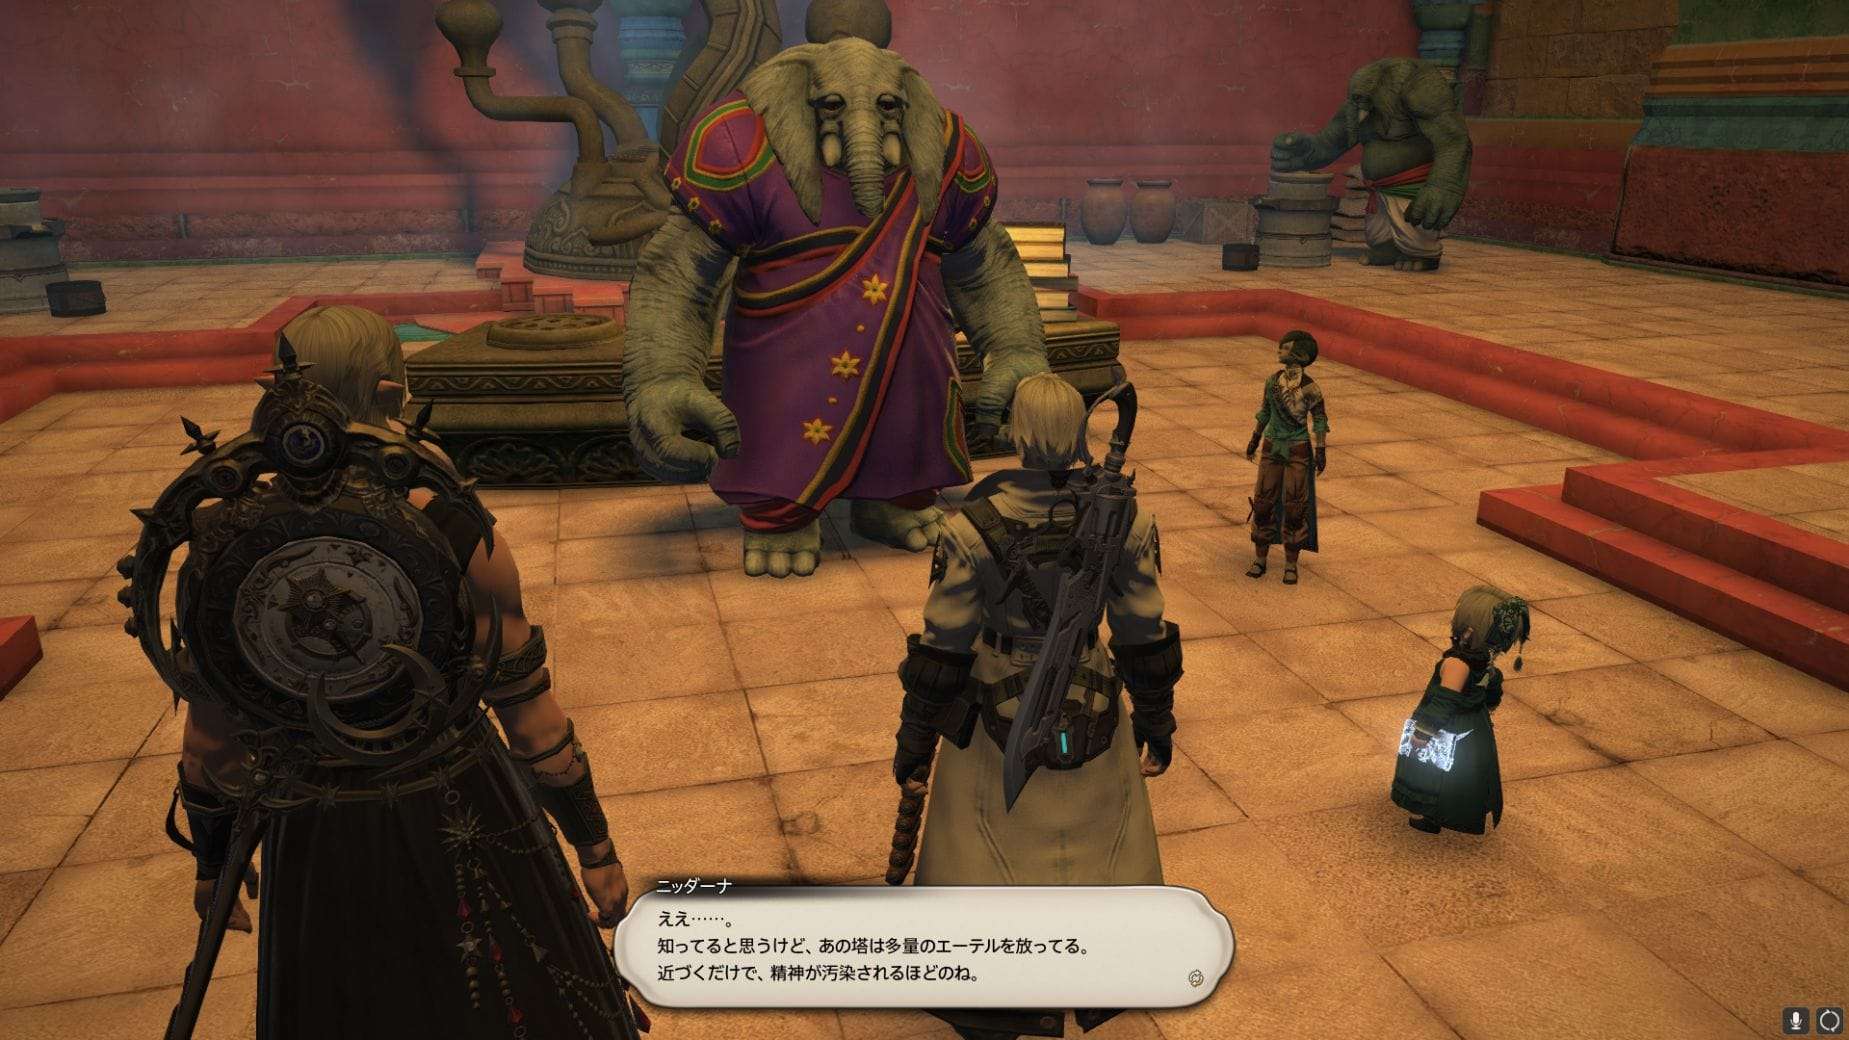 ニッダーナ
ええ……。
知ってると思うけど、あの塔は多量のエーテルを放ってる。
近づくだけで、精神が汚染されるほどのね。